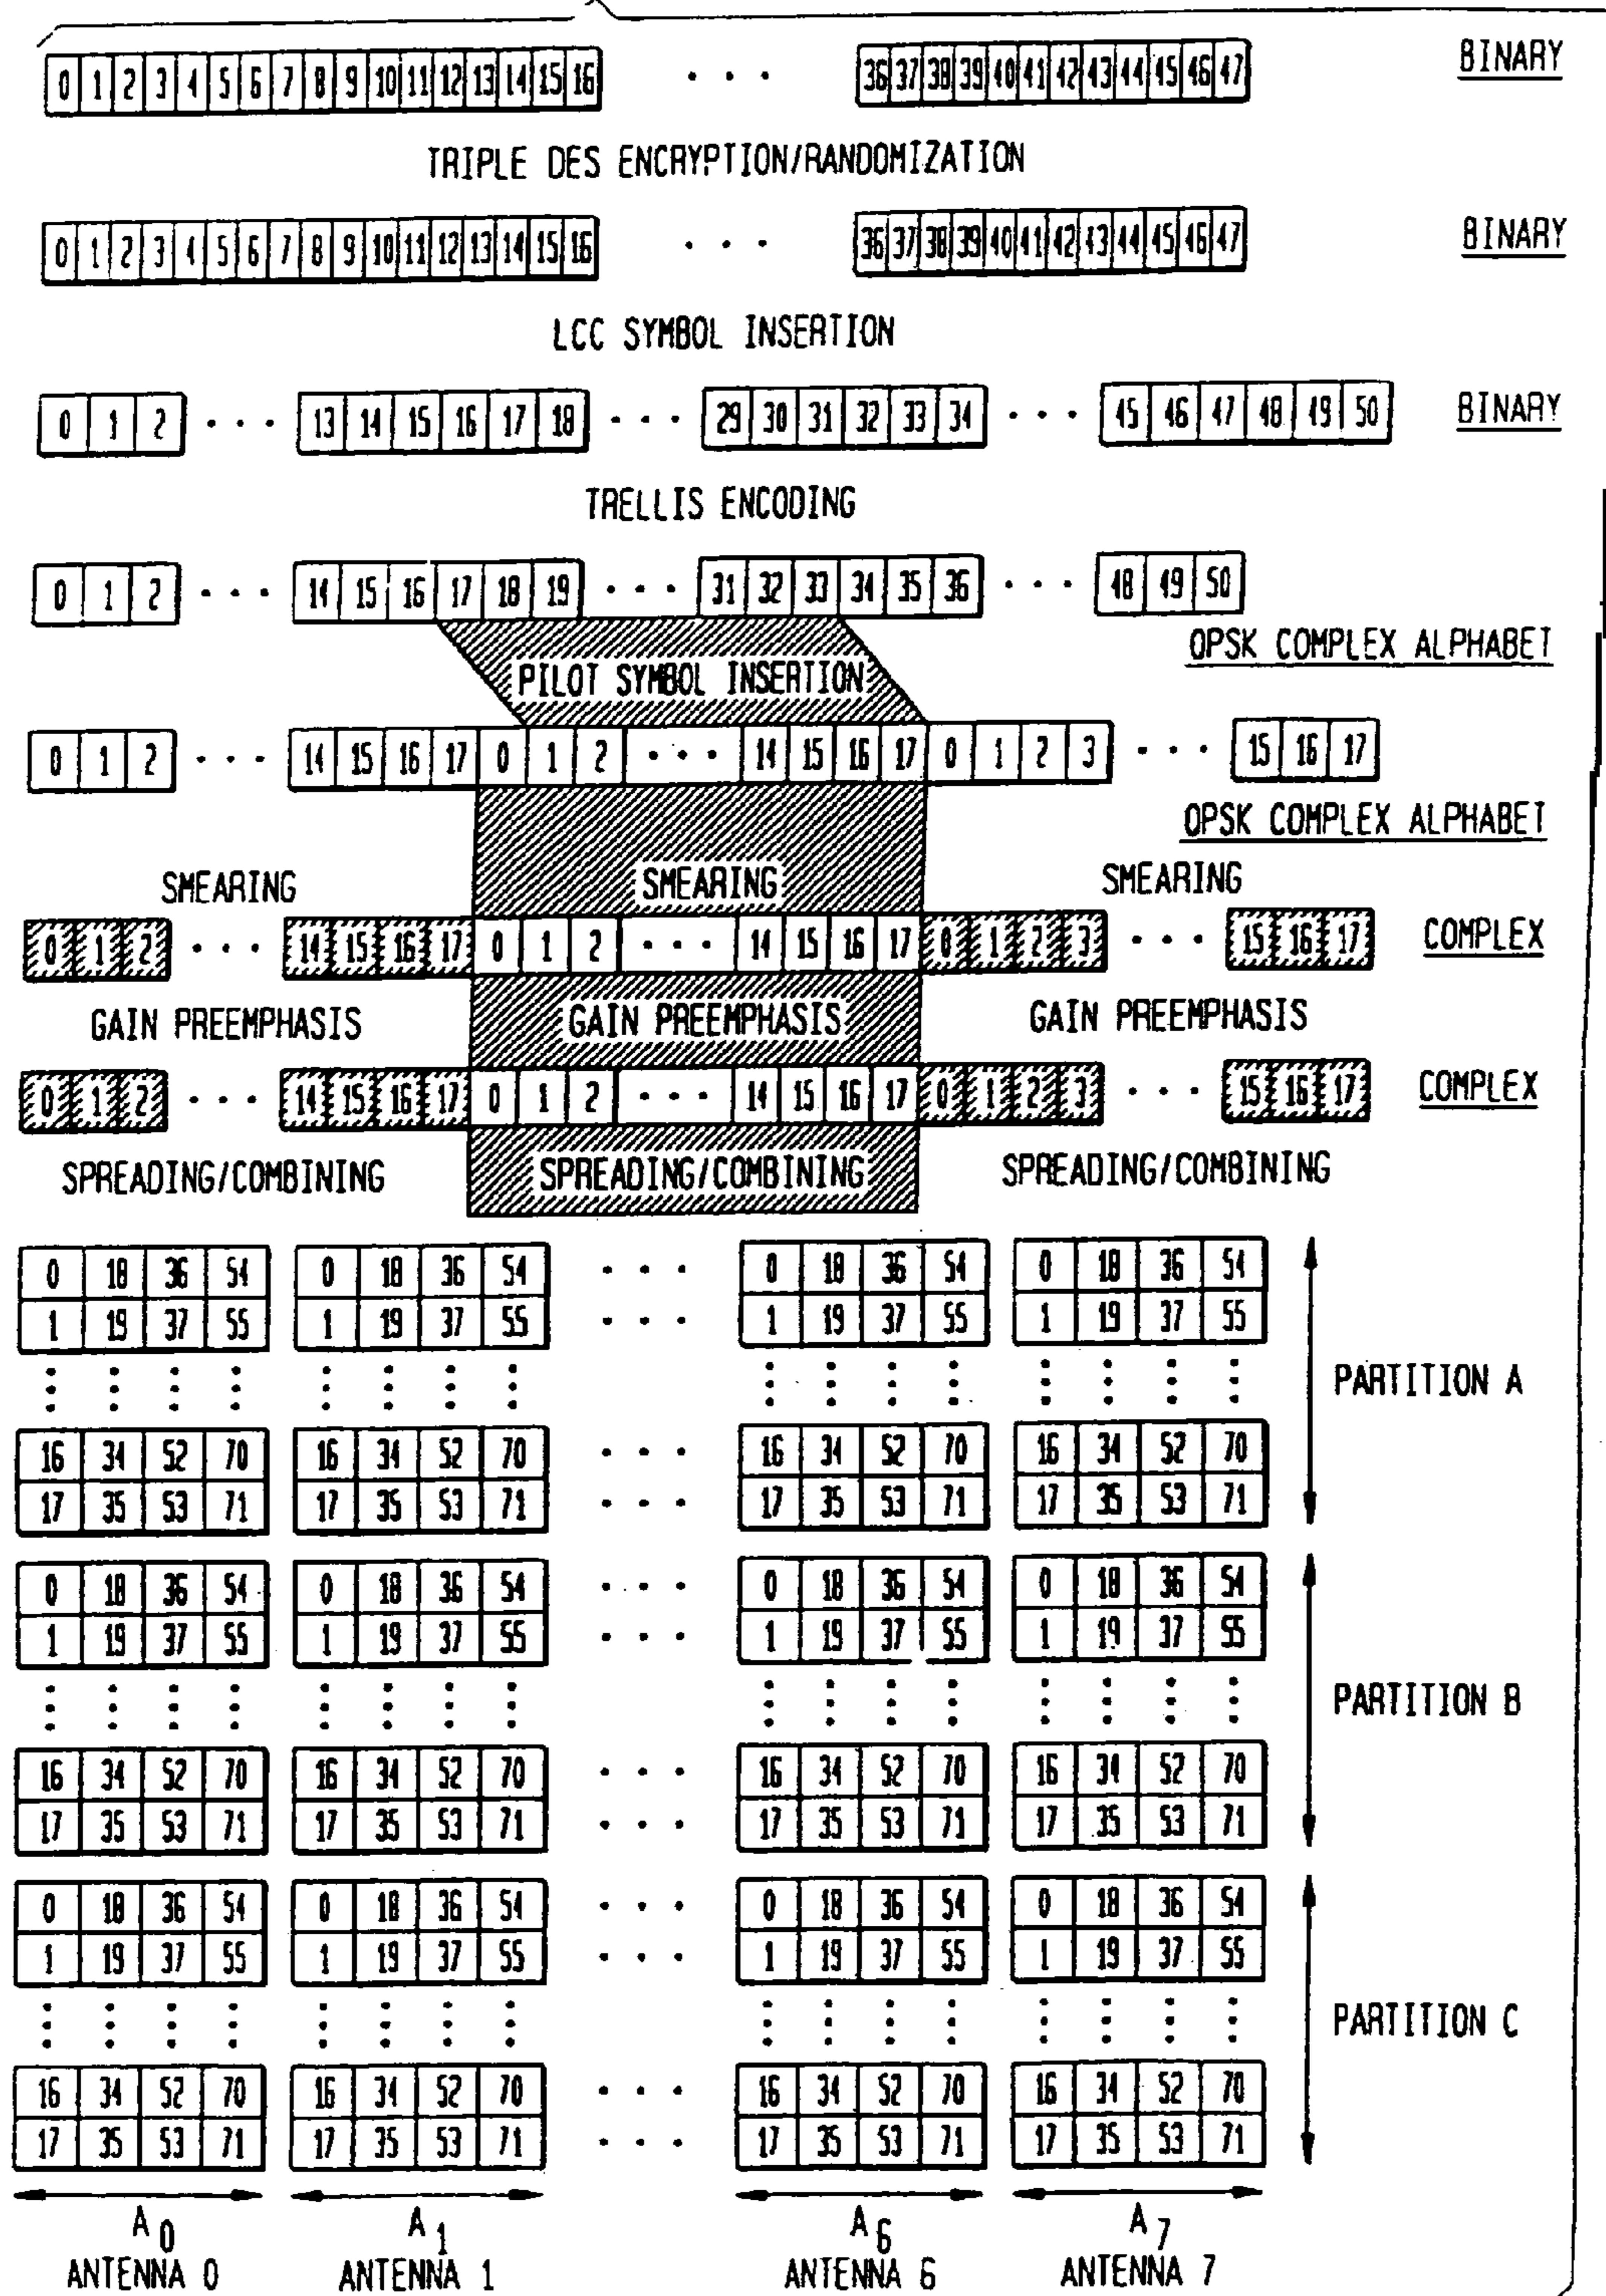 0 1 2 3 4 5 6 7 8 9 10 11 12 13 14 15 16 ... 36 37 38 39 40 41 42 43 44 45 46 47 BINARY
TRIPLE DES ENCRYPTION/RANDOMIZATION
0 1 2 3 4 5 6 7 8 9 10 11 12 13 14 15 16 ... 36 37 38 39 40 41 42 43 44 45 46 47 BINARY
LCC SYMBOL INSERTION
0 1 2 ... 13 14 15 16 17 18 ... 29 30 31 32 33 34 ... 45 46 47 48 49 50 BINARY
TRELLIS ENCODING
0 1 2 ... 14 15 16 17 18 19 ... 31 32 33 34 35 36 ... 48 49 50
OPSK COMPLEX ALPHABET
PILOT SYMBOL INSERTION
0 1 2 ... 14 15 16 17 0 1 2 ... 14 15 16 17 0 1 2 3 ... 15 16 17
OPSK COMPLEX ALPHABET
SMEARING SMEARING SMEARING
0 1 2 ... 14 15 16 17 0 1 2 ... 14 15 16 17 0 1 2 3 ... 15 16 17 COMPLEX
GAIN PREEMPHASIS GAIN PREEMPHASIS GAIN PREEMPHASIS
0 1 2 ... 14 15 16 17 0 1 2 ... 14 15 16 17 0 1 2 3 ... 15 16 17 COMPLEX
SPREADING/COMBINING SPREADING/COMBINING SPREADING/COMBINING
0 18 36 54 0 18 36 54 ... 0 18 36 54 0 18 36 54
1 19 37 55 1 19 37 55 ... 1 19 37 55 1 19 37 55
PARTITION A
16 34 52 70 16 34 52 70 ... 16 34 52 70 16 34 52 70
17 35 53 71 17 35 53 71 ... 17 35 53 71 17 35 53 71
0 18 36 54 0 18 36 54 ... 0 18 36 54 0 18 36 54
1 19 37 55 1 19 37 55 ... 1 19 37 55 1 19 37 55
PARTITION B
16 34 52 70 16 34 52 70 ... 16 34 52 70 16 34 52 70
17 35 53 71 17 35 53 71 ... 17 35 53 71 17 35 53 71
0 18 36 54 0 18 36 54 ... 0 18 36 54 0 18 36 54
1 19 37 55 1 19 37 55 ... 1 19 37 55 1 19 37 55
PARTITION C
16 34 52 70 16 34 52 70 ... 16 34 52 70 16 34 52 70
17 35 53 71 17 35 53 71 ... 17 35 53 71 17 35 53 71
A0 A1 A6 A7
ANTENNA 0 ANTENNA 1 ANTENNA 6 ANTENNA 7